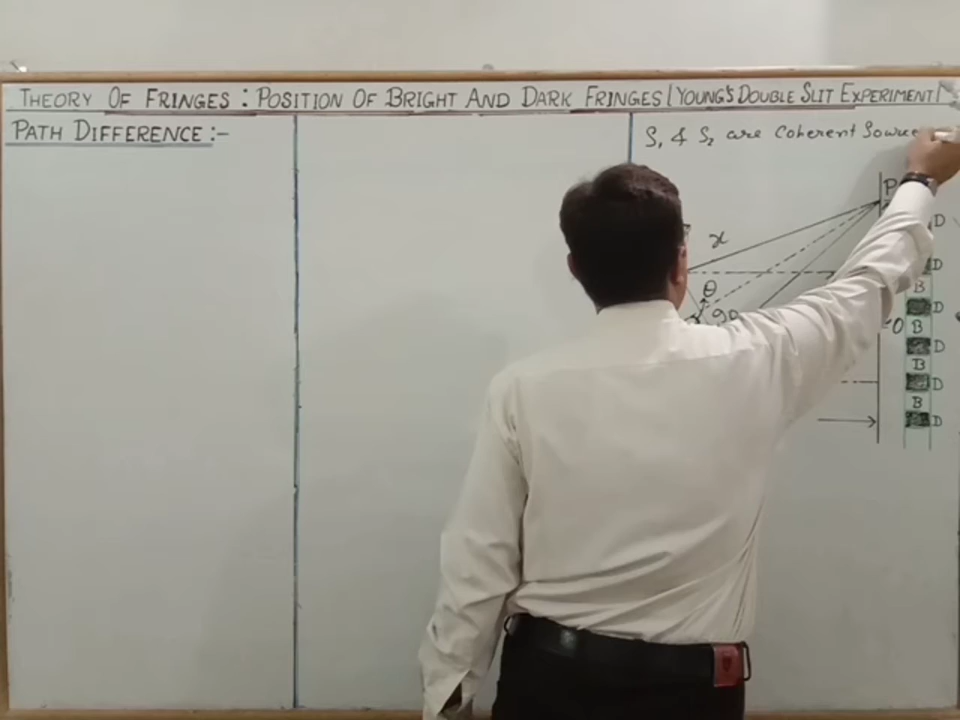 THEORY OF FRINGES : POSITION OF BRIGHT AND DARK FRINGES (YOUNG'S DOUBLE SLIT EXPERIMENT)
PATH DIFFERENCE :-
S₁ & S₂ are Coherent Source
P
x
D
D
θ
B
D
90
O
B
D
B
D
B
D